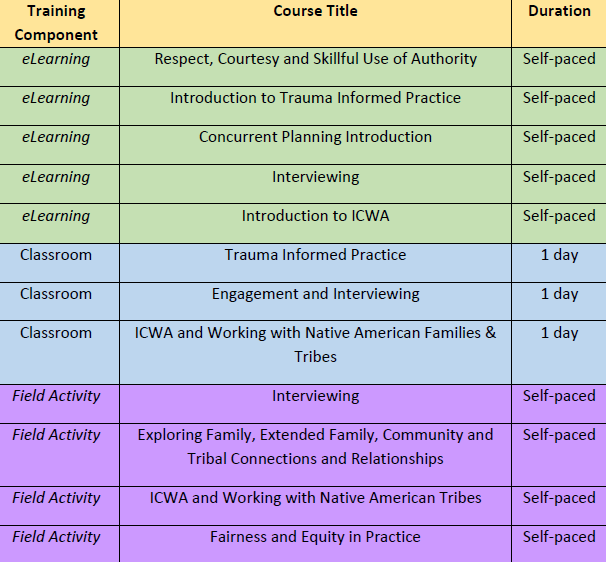 Training Component Course Title Duration
eLearning Respect, Courtesy and Skillful Use of Authority Self-paced
eLearning Introduction to Trauma Informed Practice Self-paced
eLearning Concurrent Planning Introduction Self-paced
eLearning Interviewing Self-paced
eLearning Introduction to ICWA Self-paced
Classroom Trauma Informed Practice 1 day
Classroom Engagement and Interviewing 1 day
Classroom ICWA and Working with Native American Families & 1 day
Tribes
Field Activity Interviewing Self-paced
Field Activity Exploring Family, Extended Family, Community and Self-paced
Tribal Connections and Relationships
Field Activity ICWA and Working with Native American Tribes Self-paced
Field Activity Fairness and Equity in Practice Self-paced